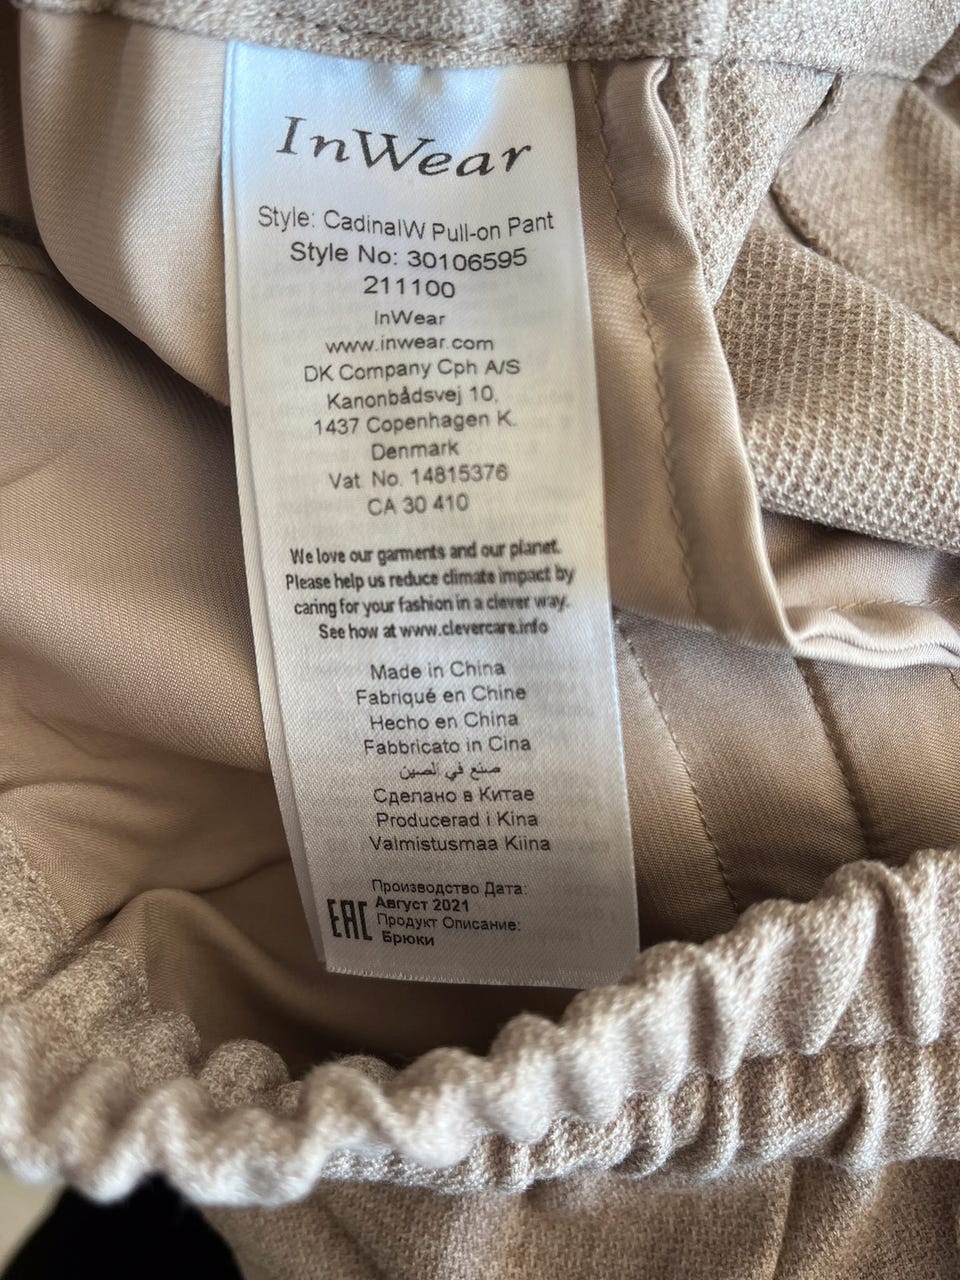 InWear
Style: CadinaIW Pull-on Pant
Style No: 30106595
211100
InWear
www.inwear.com
DK Company Cph A/S
Kanonbådsvej 10,
1437 Copenhagen K.
Denmark
Vat. No. 14815376
CA 30 410
We love our garments and our planet.
Please help us reduce climate impact by
caring for your fashion in a clever way.
See how at www.clevercare.info
Made in China
Fabriqué en Chine
Hecho en China
Fabbricato in Cina
صنع في الصين
Сделано в Китае
Producerad i Kina
Valmistusmaa Kiina
Производство Дата:
Август 2021
EAC Продукт Описание:
Брюки